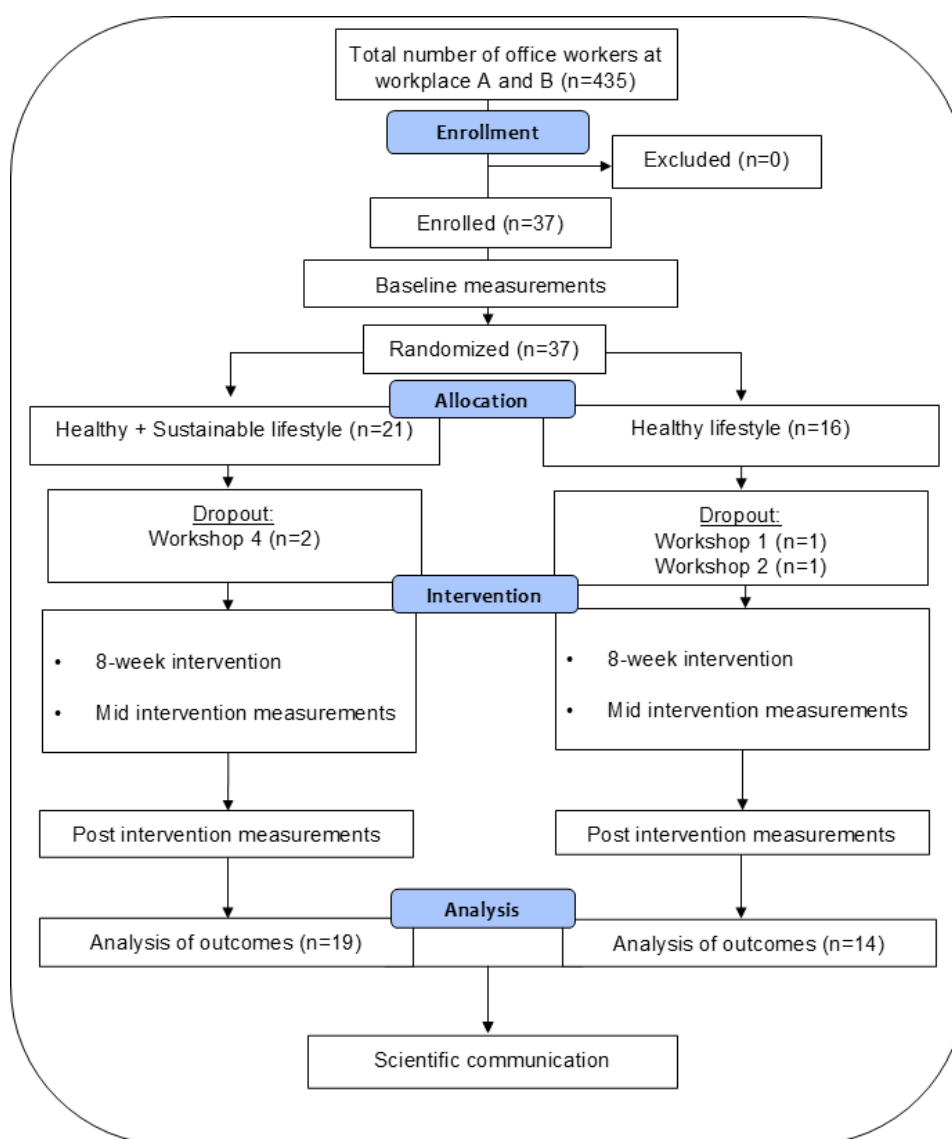 Total number of office workers at
workplace A and B (n=435)
Enrollment
Excluded (n=0)
Enrolled (n=37)
Baseline measurements
Randomized (n=37)
Allocation
Healthy + Sustainable lifestyle (n=21)
Healthy lifestyle (n=16)
Dropout:
Workshop 4 (n=2)
Dropout:
Workshop 1 (n=1)
Workshop 2 (n=1)
Intervention
• 8-week intervention
• Mid intervention measurements
• 8-week intervention
• Mid intervention measurements
Post intervention measurements
Post intervention measurements
Analysis
Analysis of outcomes (n=19)
Analysis of outcomes (n=14)
Scientific communication